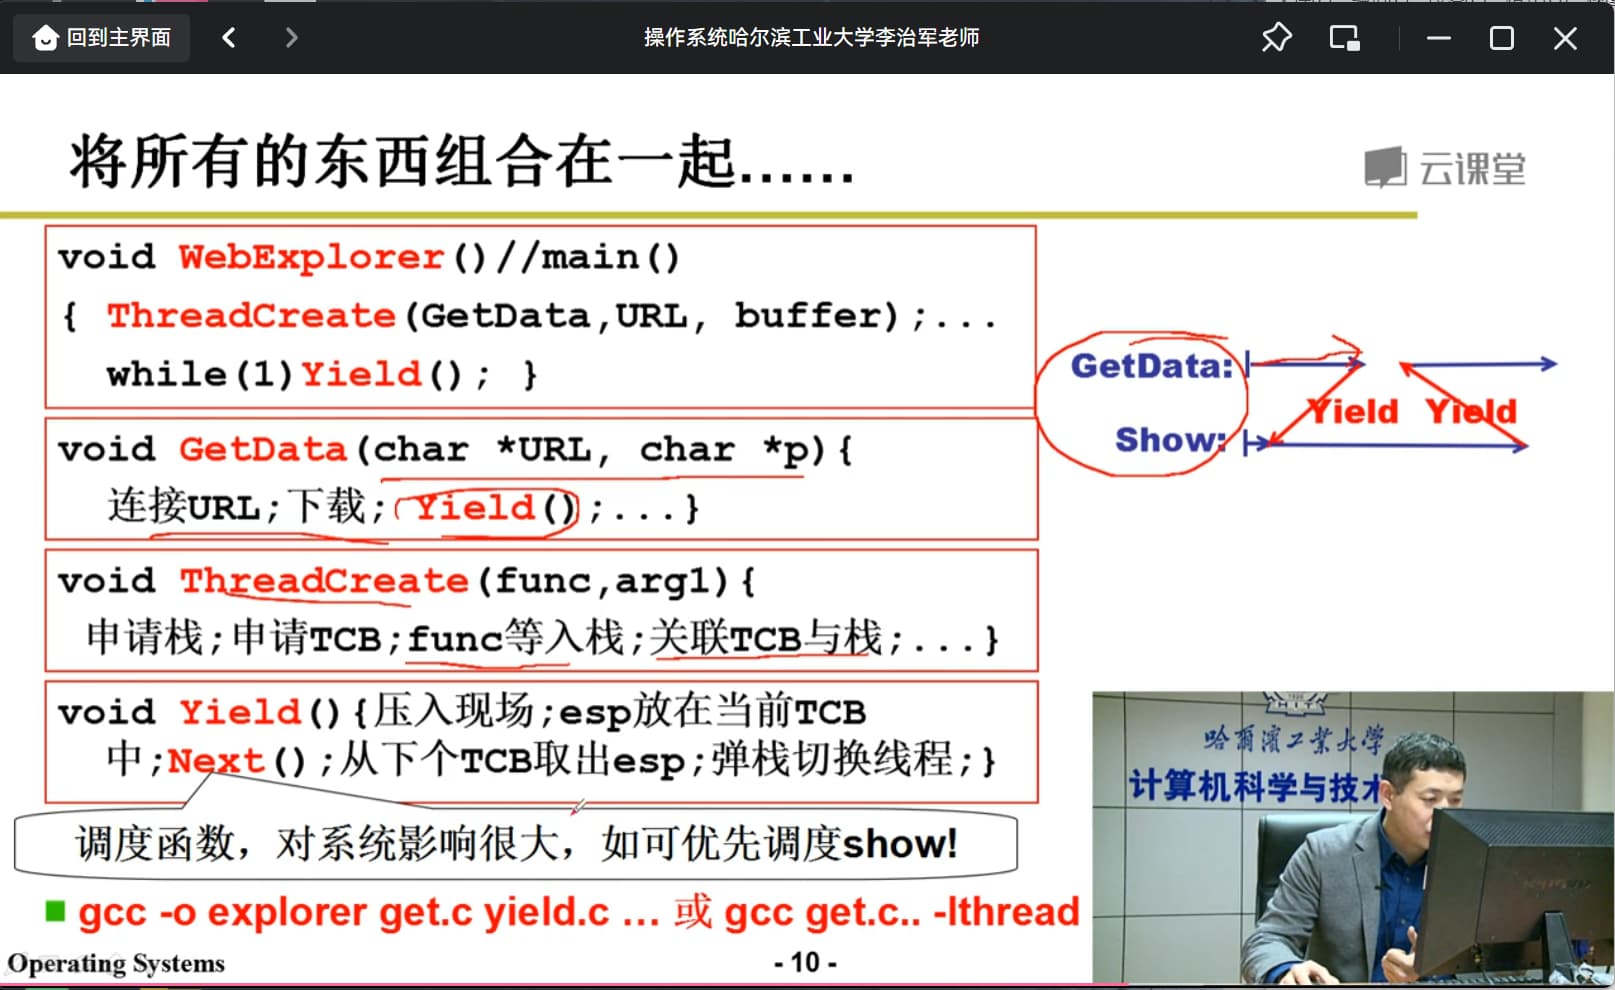 回到主界面
操作系统哈尔滨工业大学李治军老师
将所有的东西组合在一起......
云课堂
void WebExplorer()//main()
{ ThreadCreate(GetData,URL, buffer);...
while(1)Yield(); }
void GetData(char *URL, char *p){
连接URL;下载; Yield();...}
void ThreadCreate(func,arg1){
申请栈;申请TCB;func等入栈;关联TCB与栈;...}
void Yield(){压入现场;esp放在当前TCB
中;Next();从下个TCB取出esp;弹栈切换线程;}
调度函数，对系统影响很大，如可优先调度show!
gcc -o explorer get.c yield.c ... 或 gcc get.c.. -lthread
GetData:
Yield Yield
Show:
哈尔滨工业大学
计算机科学与技术
Operating Systems
- 10 -